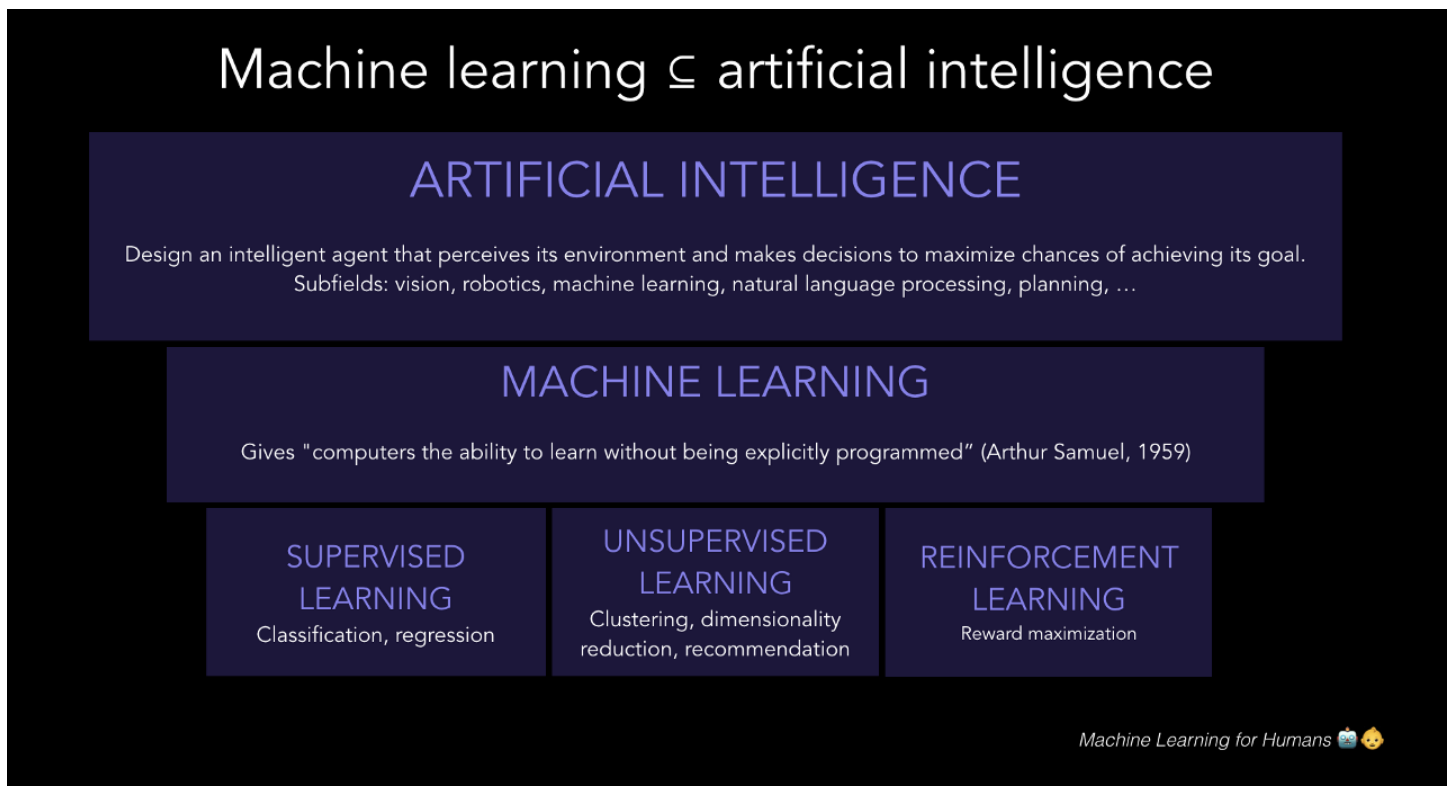 Machine learning ⊆ artificial intelligence
ARTIFICIAL INTELLIGENCE
Design an intelligent agent that perceives its environment and makes decisions to maximize chances of achieving its goal.
Subfields: vision, robotics, machine learning, natural language processing, planning, …
MACHINE LEARNING
Gives "computers the ability to learn without being explicitly programmed” (Arthur Samuel, 1959)
SUPERVISED
LEARNING
Classification, regression
UNSUPERVISED
LEARNING
Clustering, dimensionality
reduction, recommendation
REINFORCEMENT
LEARNING
Reward maximization
Machine Learning for Humans 🤖👶